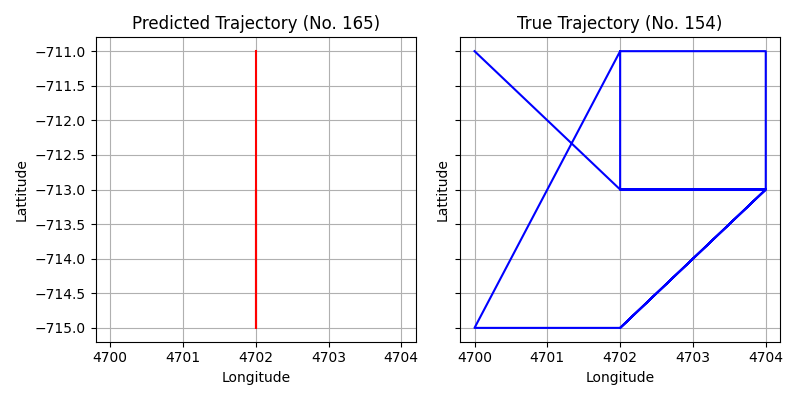 Predicted Trajectory (No. 165)
−711.0
−711.5
−712.0
−712.5
−713.0
−713.5
−714.0
−714.5
−715.0
Lattitude
4700 4701 4702 4703 4704
Longitude
True Trajectory (No. 154)
Lattitude
4700 4701 4702 4703 4704
Longitude